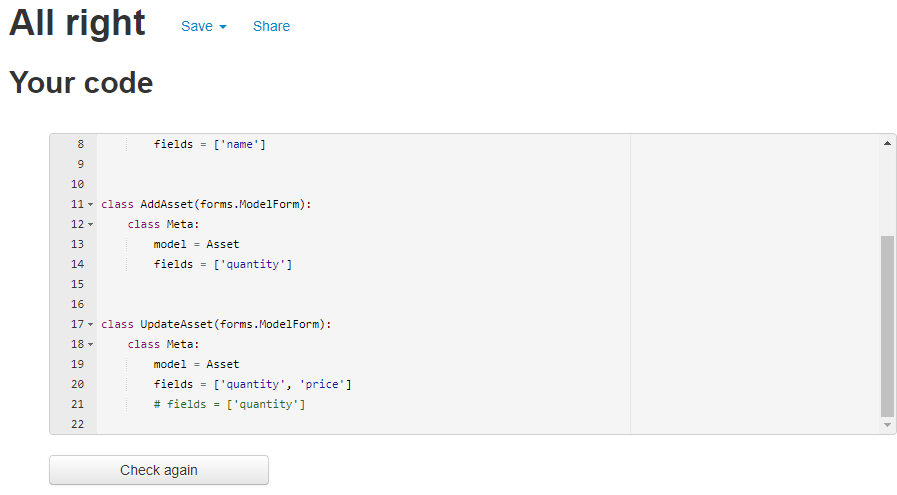 All right Save Share
Your code
8 fields = ['name']
9
10
11 class AddAsset(forms.ModelForm):
12 class Meta:
13 model = Asset
14 fields = ['quantity']
15
16
17 class UpdateAsset(forms.ModelForm):
18 class Meta:
19 model = Asset
20 fields = ['quantity', 'price']
21 # fields = ['quantity']
22
Check again